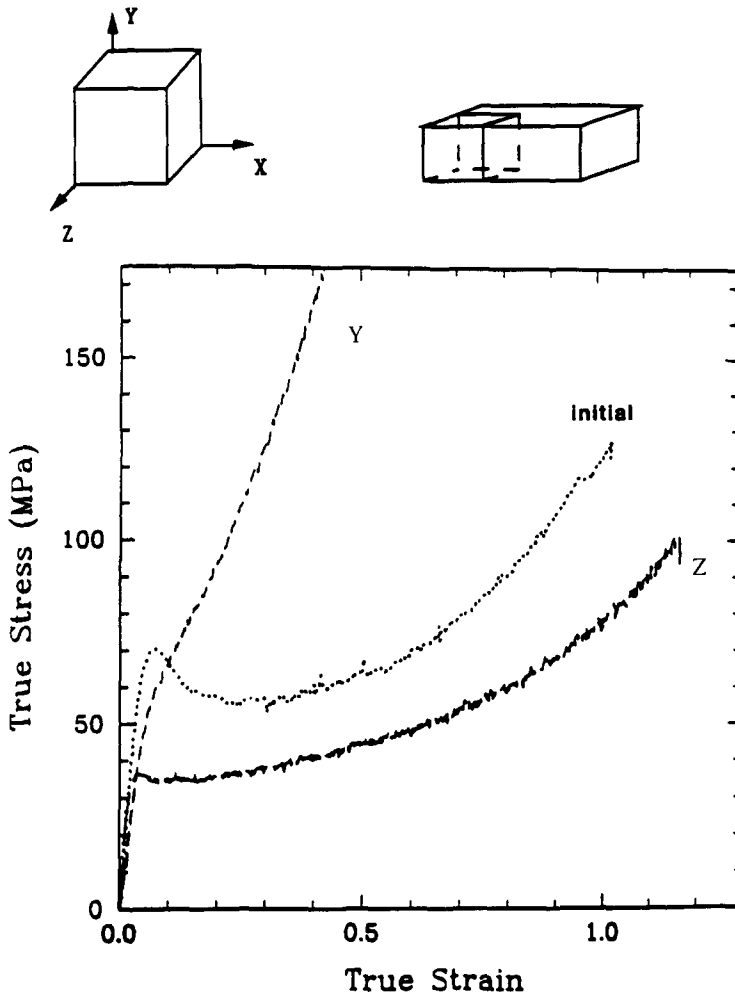 Y
X
Z
True Stress (MPa)
150
100
50
0
Y
initial
Z
0.0
0.5
1.0
True Strain